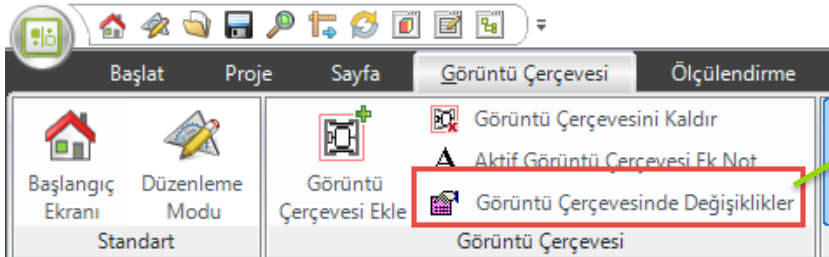 Başlat Proje Sayfa Görüntü Çerçevesi Ölçülendirme
Başlangıç Ekranı
Düzenleme Modu
Standart
Görüntü Çerçevesi Ekle
Görüntü Çerçevesini Kaldır
Aktif Görüntü Çerçevesi Ek Not
Görüntü Çerçevesinde Değişiklikler
Görüntü Çerçevesi